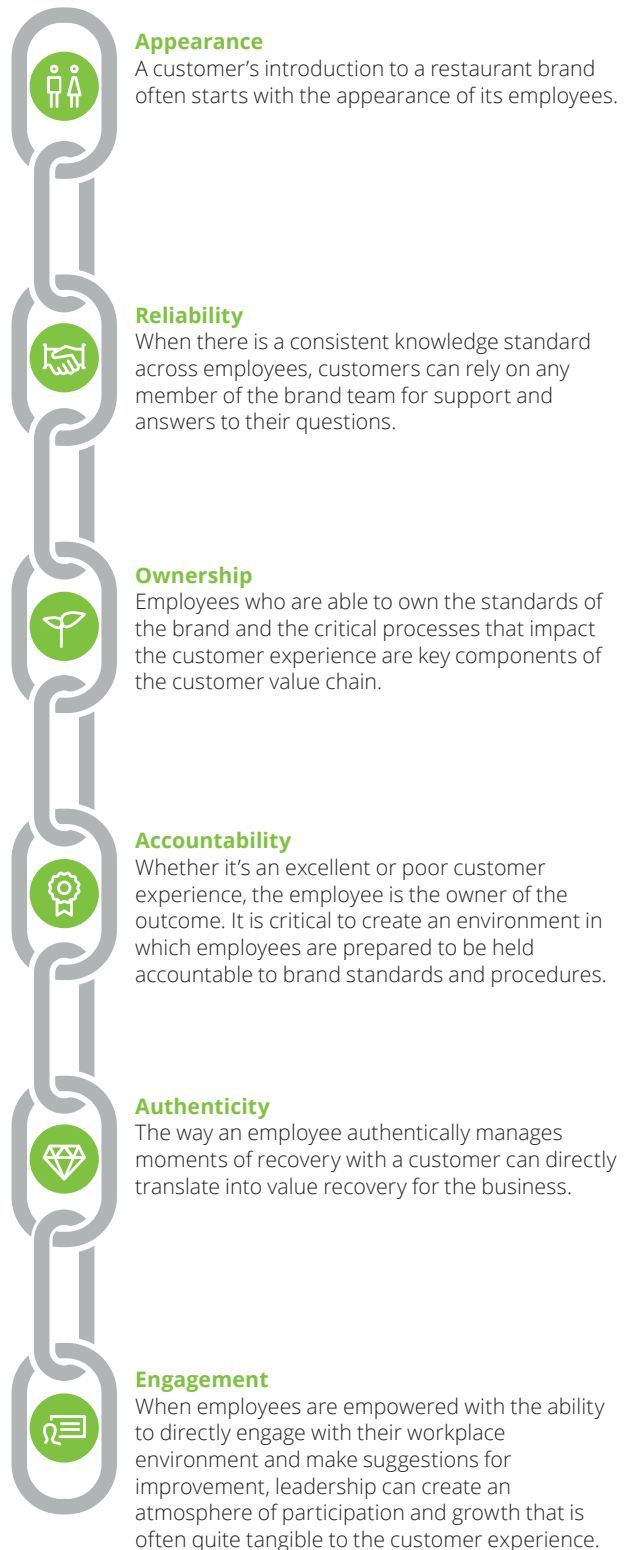 Appearance
A customer’s introduction to a restaurant brand
often starts with the appearance of its employees.
Reliability
When there is a consistent knowledge standard
across employees, customers can rely on any
member of the brand team for support and
answers to their questions.
Ownership
Employees who are able to own the standards of
the brand and the critical processes that impact
the customer experience are key components of
the customer value chain.
Accountability
Whether it’s an excellent or poor customer
experience, the employee is the owner of the
outcome. It is critical to create an environment in
which employees are prepared to be held
accountable to brand standards and procedures.
Authenticity
The way an employee authentically manages
moments of recovery with a customer can directly
translate into value recovery for the business.
Engagement
When employees are empowered with the ability
to directly engage with their workplace
environment and make suggestions for
improvement, leadership can create an
atmosphere of participation and growth that is
often quite tangible to the customer experience.